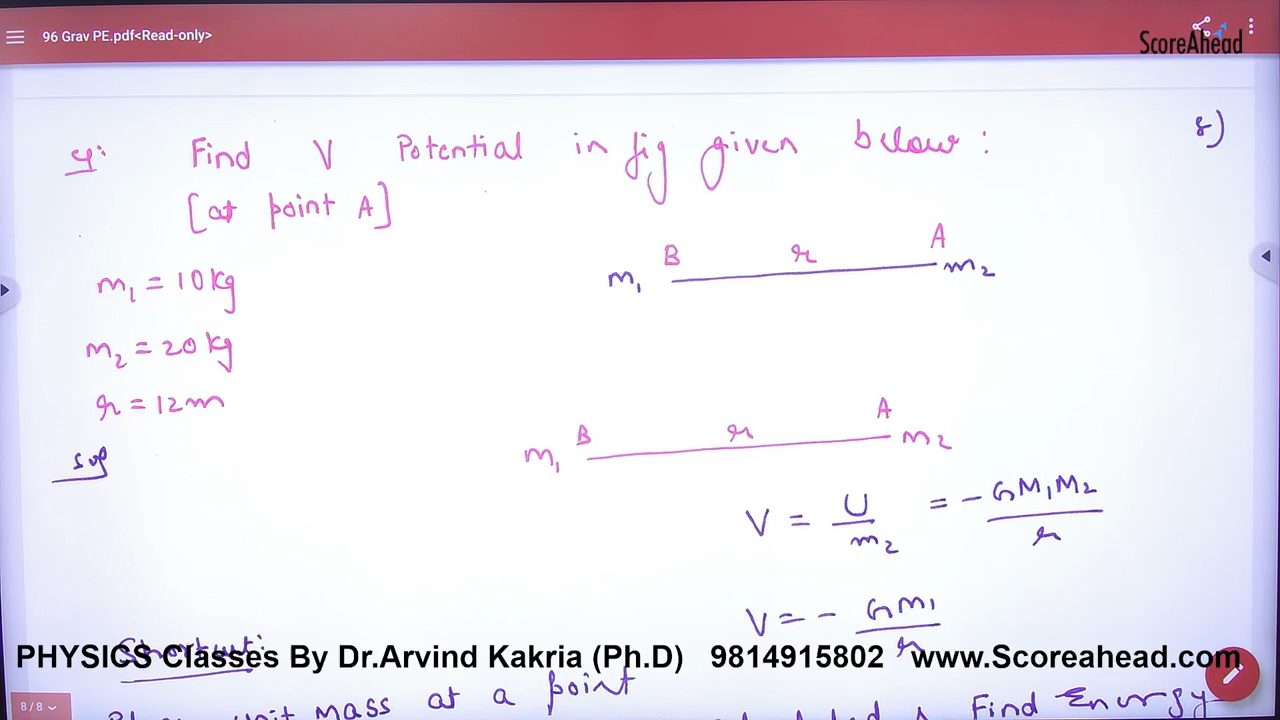 96 Grav PE.pdf<Read-only>
ScoreAhead
Q: Find V Potential in fig given below:
8)
[at point A]
m₁ = 10 kg
B r A
m₁ m₂
m₂ = 20 kg
r = 12 m
B r A
m₁ m₂
Sol
V = U/m₂ = - GM₁M₂/r
V = - Gm₁/r
Shortcut:
PHYSICS Classes By Dr.Arvind Kakria (Ph.D) 9814915802 www.Scoreahead.com
unit mass at a point
& Find Energy
8/8